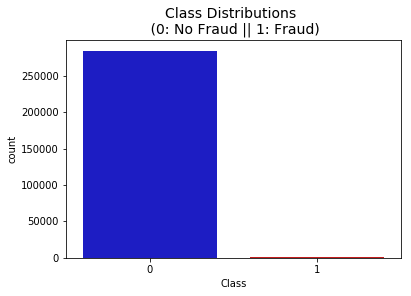 Class Distributions
(0: No Fraud || 1: Fraud)
250000
200000
150000
100000
50000
0
count
0 1
Class